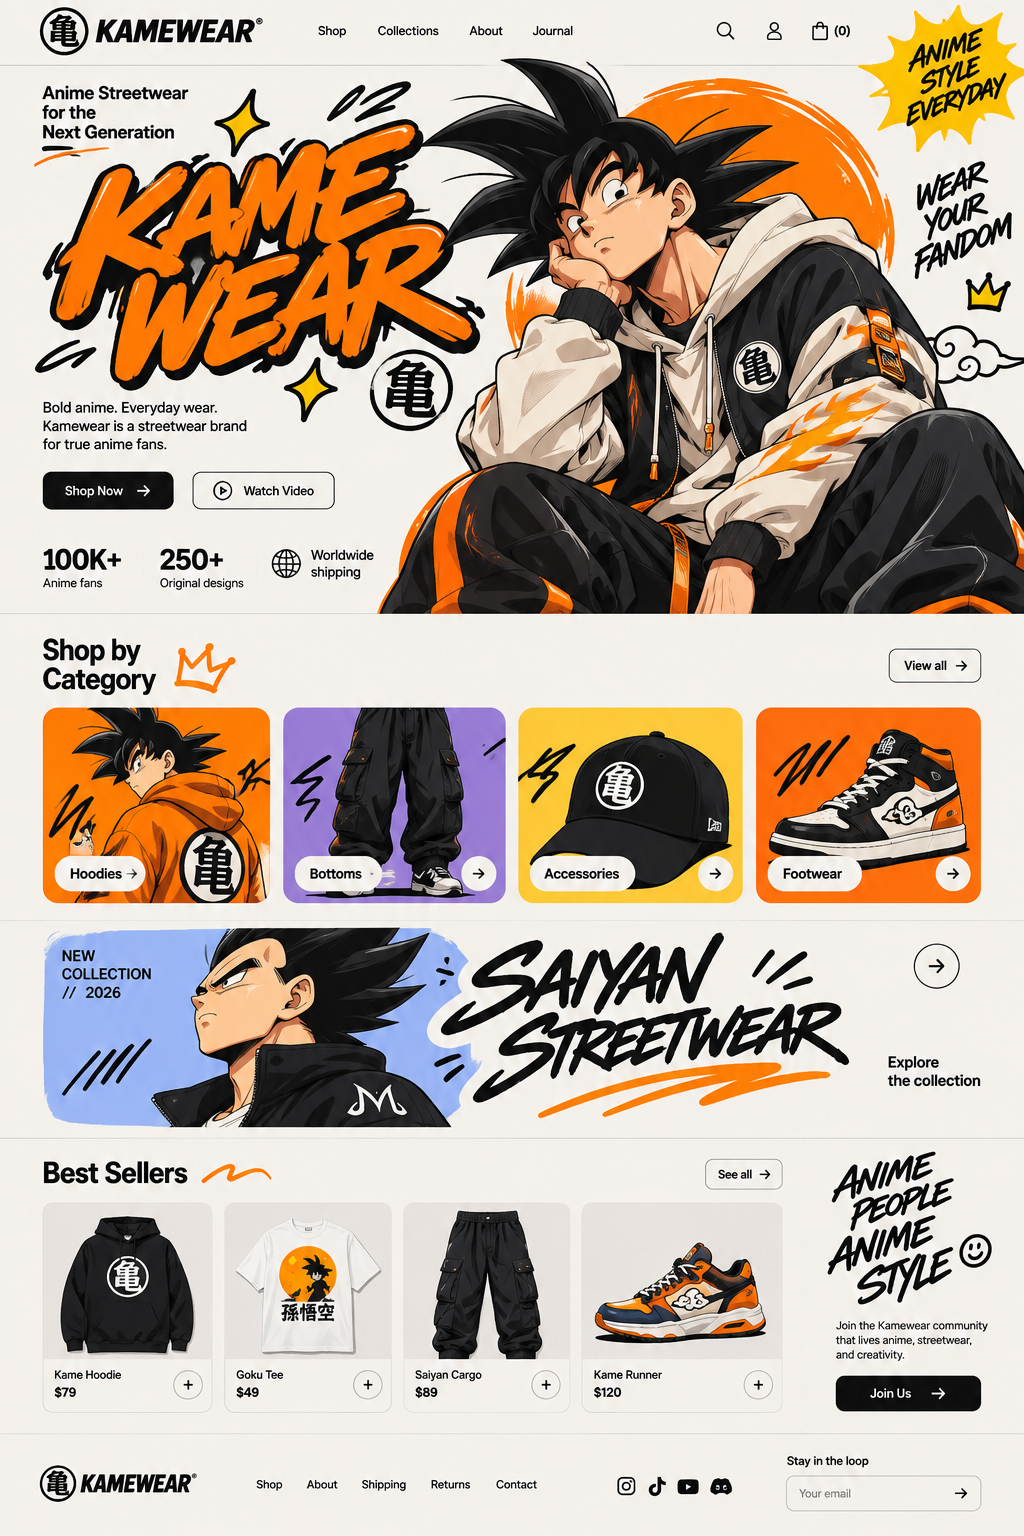 亀 KAMEWEAR®
Shop Collections About Journal (0)
ANIME
STYLE
EVERYDAY
Anime Streetwear
for the
Next Generation
KAME
WEAR
亀
WEAR
YOUR
FANDOM
亀
Bold anime. Everyday wear.
Kamewear is a streetwear brand
for true anime fans.
Shop Now → Watch Video
100K+
Anime fans
250+
Original designs
Worldwide
shipping
Shop by
Category
View all →
亀
亀
Hoodies →
Bottoms →
Accessories →
Footwear →
NEW
COLLECTION
// 2026
M
SAIYAN
STREETWEAR
→
Explore
the collection
Best Sellers
See all →
亀
孫悟空
Kame Hoodie
$79
+
Goku Tee
$49
+
Saiyan Cargo
$89
+
Kame Runner
$120
+
ANIME
PEOPLE
ANIME
STYLE
Join the Kamewear community
that lives anime, streetwear,
and creativity.
Join Us →
亀 KAMEWEAR®
Shop About Shipping Returns Contact
Stay in the loop
Your email →